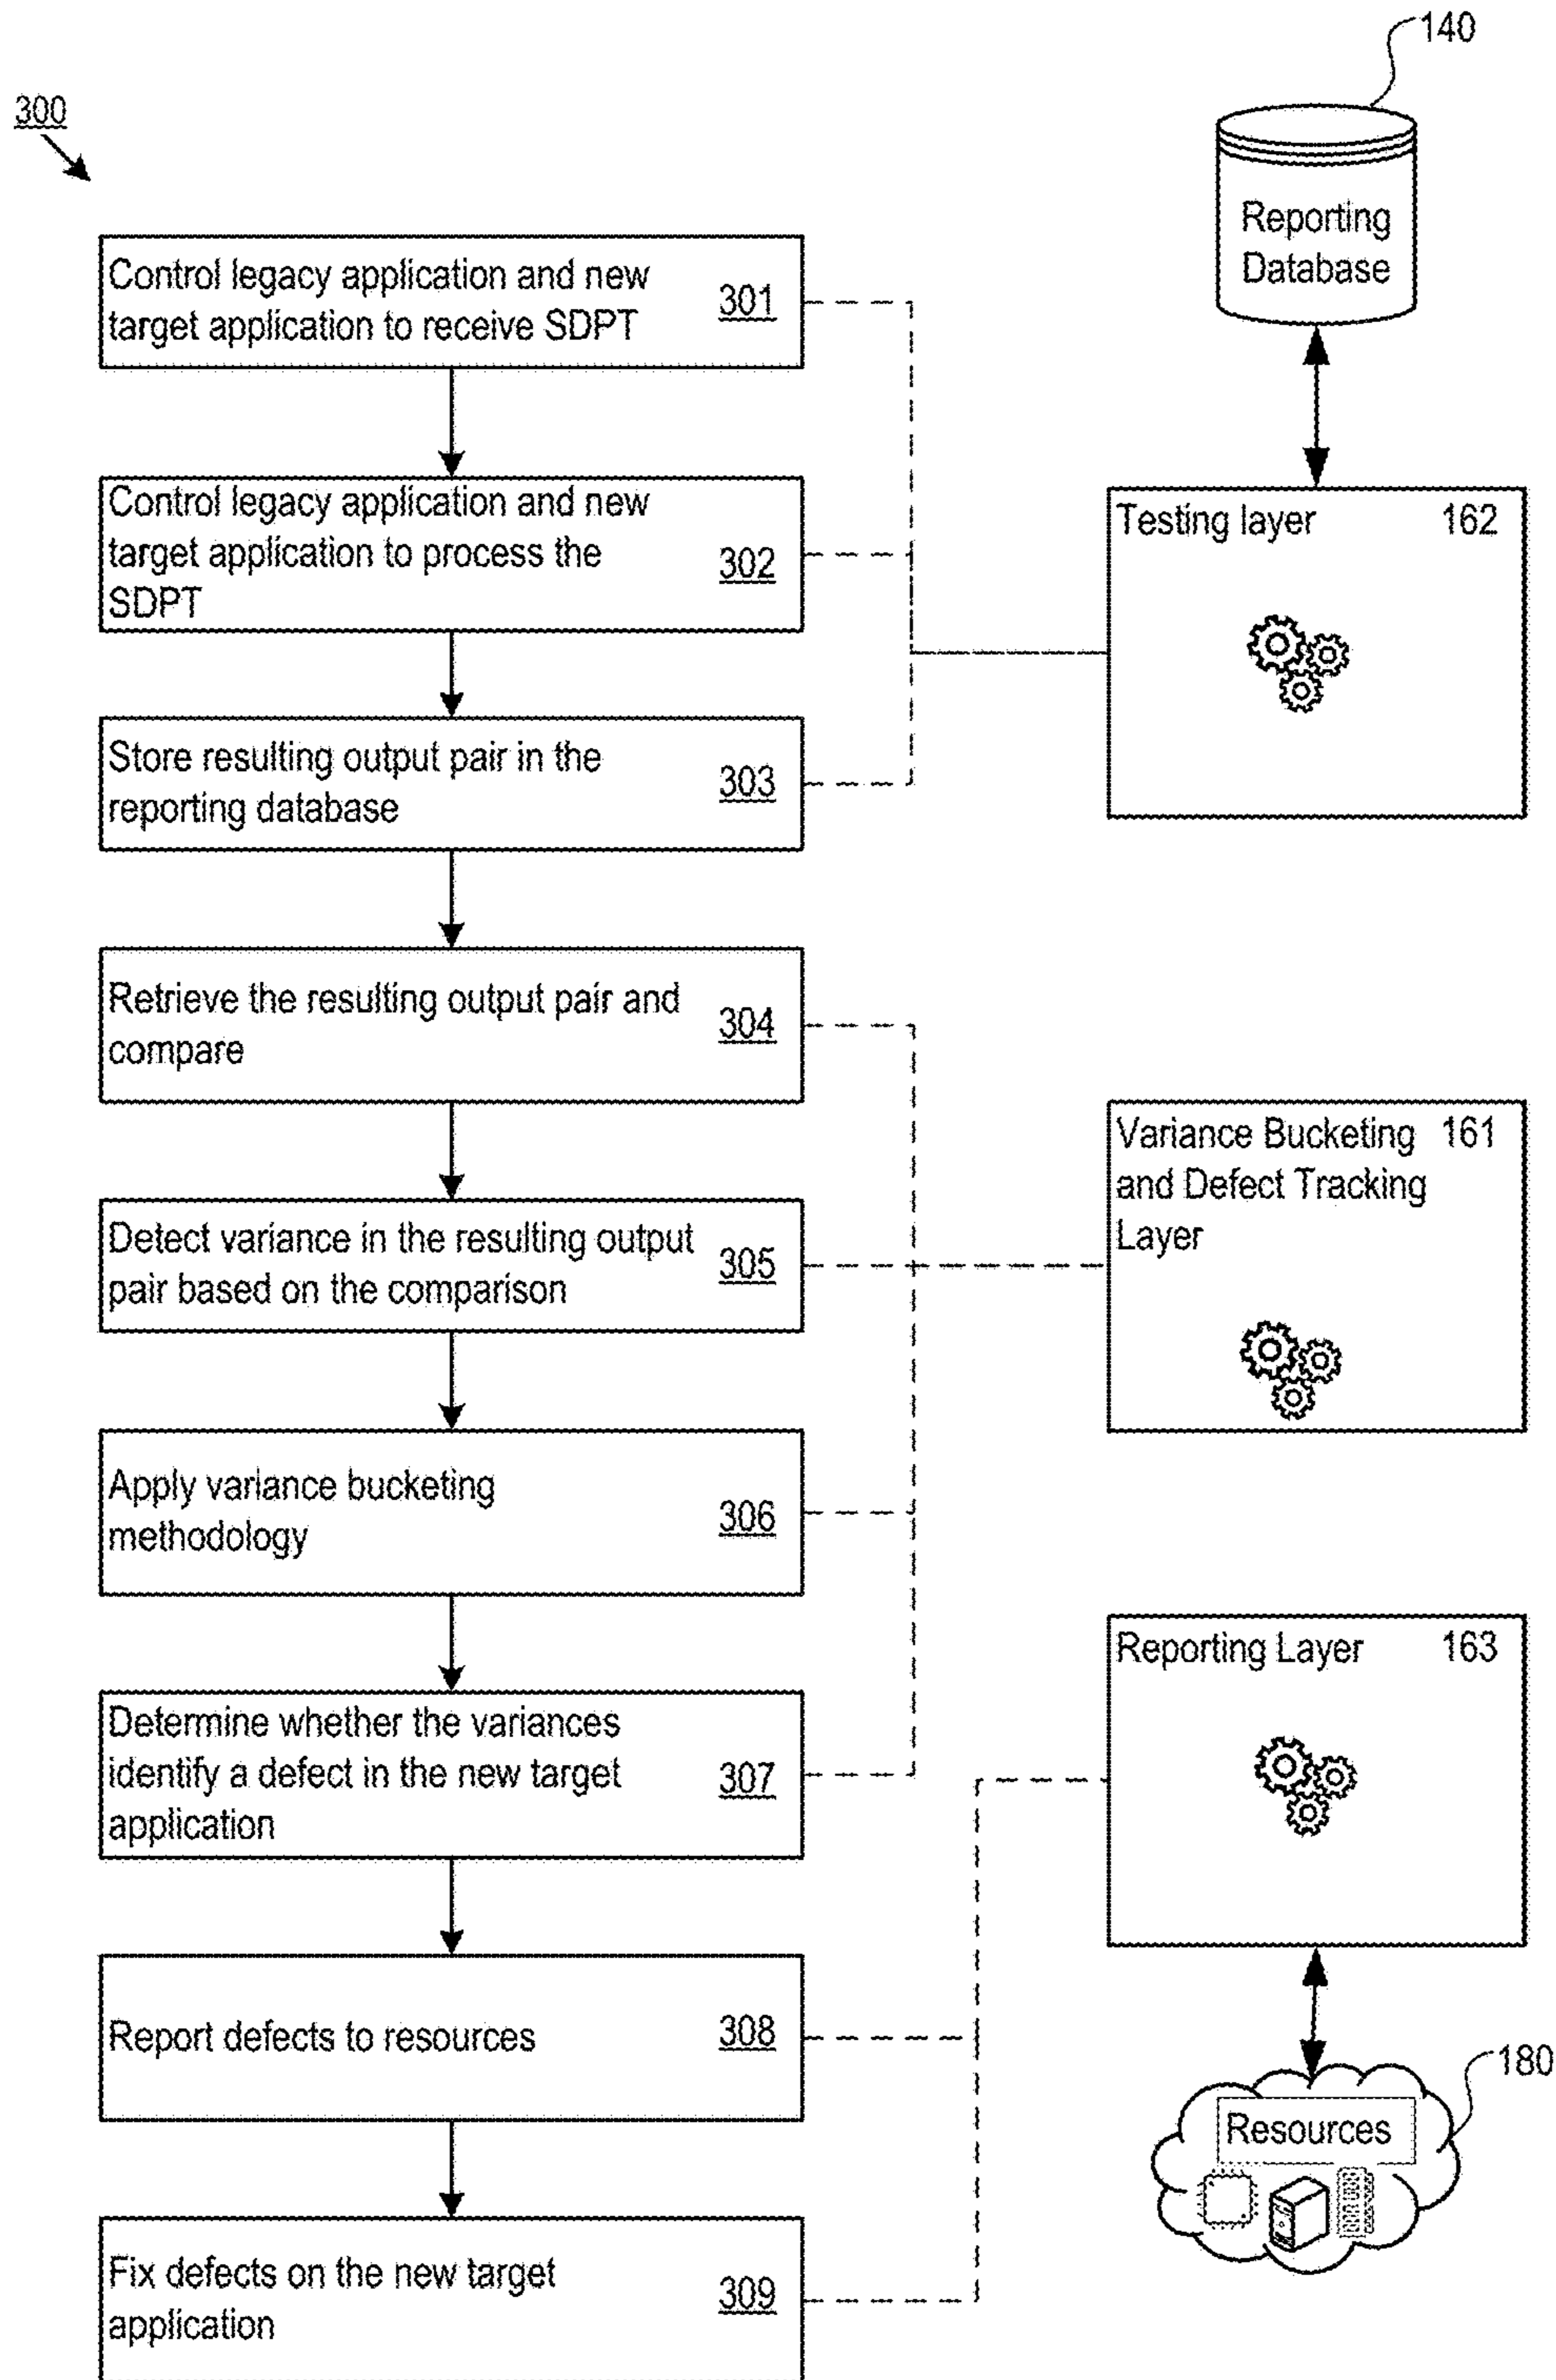 140
300
Reporting
Database
Control legacy application and new
target application to receive SDPT
301
Control legacy application and new
target application to process the
SDPT
302
Testing layer 162
Store resulting output pair in the
reporting database
303
Retrieve the resulting output pair and
compare
304
Variance Bucketing 161
and Defect Tracking
Layer
Detect variance in the resulting output
pair based on the comparison
305
Apply variance bucketing
methodology
306
Reporting Layer 163
Determine whether the variances
identify a defect in the new target
application
307
Report defects to resources
308
180
Resources
Fix defects on the new target
application
309